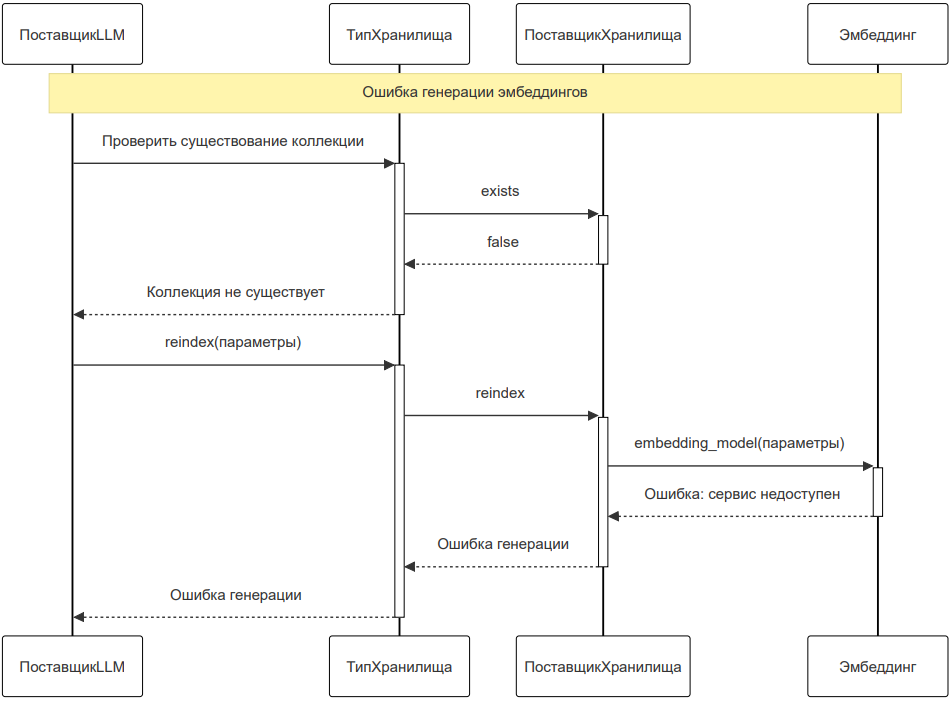 ПоставщикLLM
ТипХранилища
ПоставщикХранилища
Эмбеддинг
Ошибка генерации эмбеддингов
Проверить существование коллекции
exists
false
Коллекция не существует
reindex(параметры)
reindex
embedding_model(параметры)
Ошибка: сервис недоступен
Ошибка генерации
Ошибка генерации
ПоставщикLLM
ТипХранилища
ПоставщикХранилища
Эмбеддинг